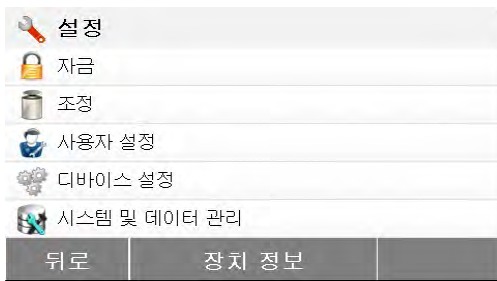 설정
자금
조정
사용자 설정
디바이스 설정
시스템 및 데이터 관리
뒤로 장치 정보